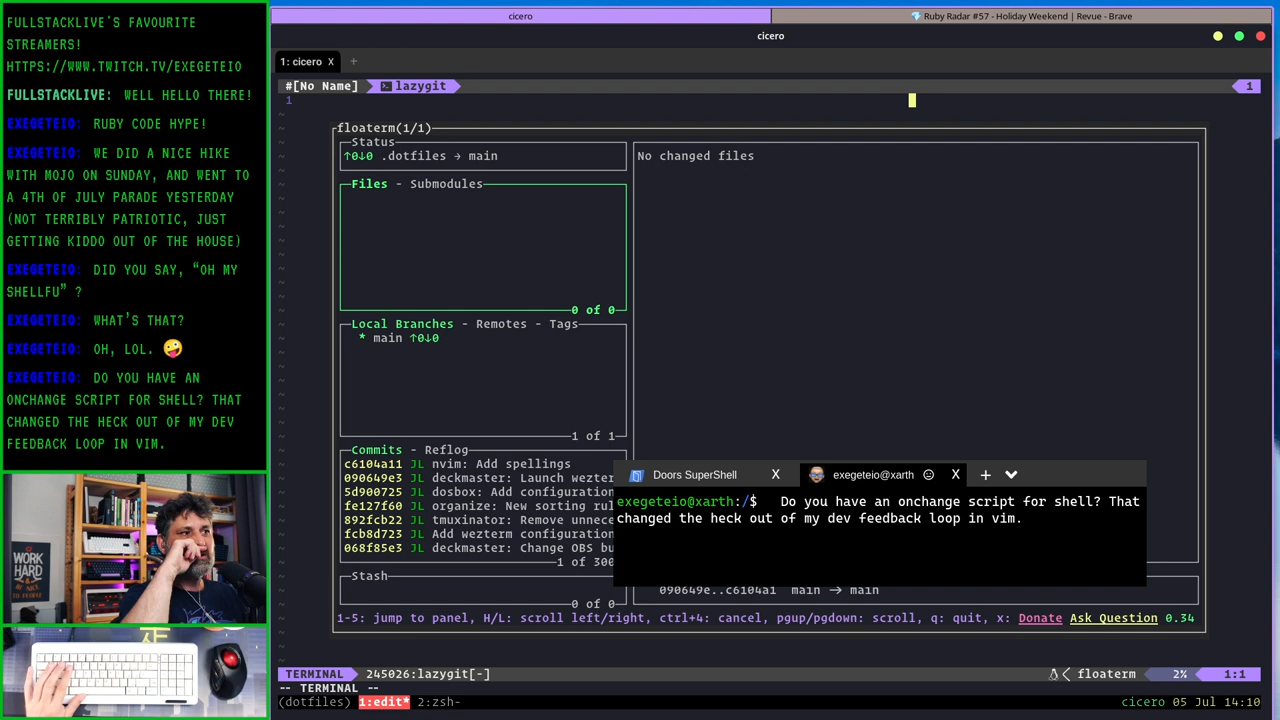 FULLSTACKLIVE'S FAVOURITE
STREAMERS!
HTTPS://WWW.TWITCH.TV/EXEGETEIO
FULLSTACKLIVE: WELL HELLO THERE!
EXEGETEIO: RUBY CODE HYPE!
EXEGETEIO: WE DID A NICE HIKE
WITH MOJO ON SUNDAY, AND WENT TO
A 4TH OF JULY PARADE YESTERDAY
(NOT TERRIBLY PATRIOTIC, JUST
GETTING KIDDO OUT OF THE HOUSE)
EXEGETEIO: DID YOU SAY, "OH MY
SHELLFU" ?
EXEGETEIO: WHAT'S THAT?
EXEGETEIO: OH, LOL. 🤪
EXEGETEIO: DO YOU HAVE AN
ONCHANGE SCRIPT FOR SHELL? THAT
CHANGED THE HECK OUT OF MY DEV
FEEDBACK LOOP IN VIM.
WORK
HARD
cicero
💎 Ruby Radar #57 - Holiday Weekend | Revue - Brave
cicero
1: cicero X +
#[No Name] lazygit 1
1
floaterm(1/1)
Status
↑0↓0 .dotfiles → main
No changed files
Files - Submodules
0 of 0
Local Branches - Remotes - Tags
* main ↑0↓0
1 of 1
Commits - Reflog
c6104a11 JL nvim: Add spellings
090649e3 JL deckmaster: Launch wezter
5d900725 JL dosbox: Add configuration
fe127f60 JL organize: New sorting rul
892fcb22 JL tmuxinator: Remove unnece
fcb8d723 JL Add wezterm configuration
068f85e3 JL deckmaster: Change OBS bu
1 of 300
Stash
0 of 0
Doors SuperShell X exegeteio@xarth ☺ X +
exegeteio@xarth:/$ Do you have an onchange script for shell? That
changed the heck out of my dev feedback loop in vim.
090649e..c6104a1 main → main
1-5: jump to panel, H/L: scroll left/right, ctrl+4: cancel, pgup/pgdown: scroll, q: quit, x: Donate Ask Question 0.34
TERMINAL 245026:lazygit[-] floaterm 2% 1:1
-- TERMINAL --
(dotfiles) 1:edit* 2:zsh- cicero 05 Jul 14:10